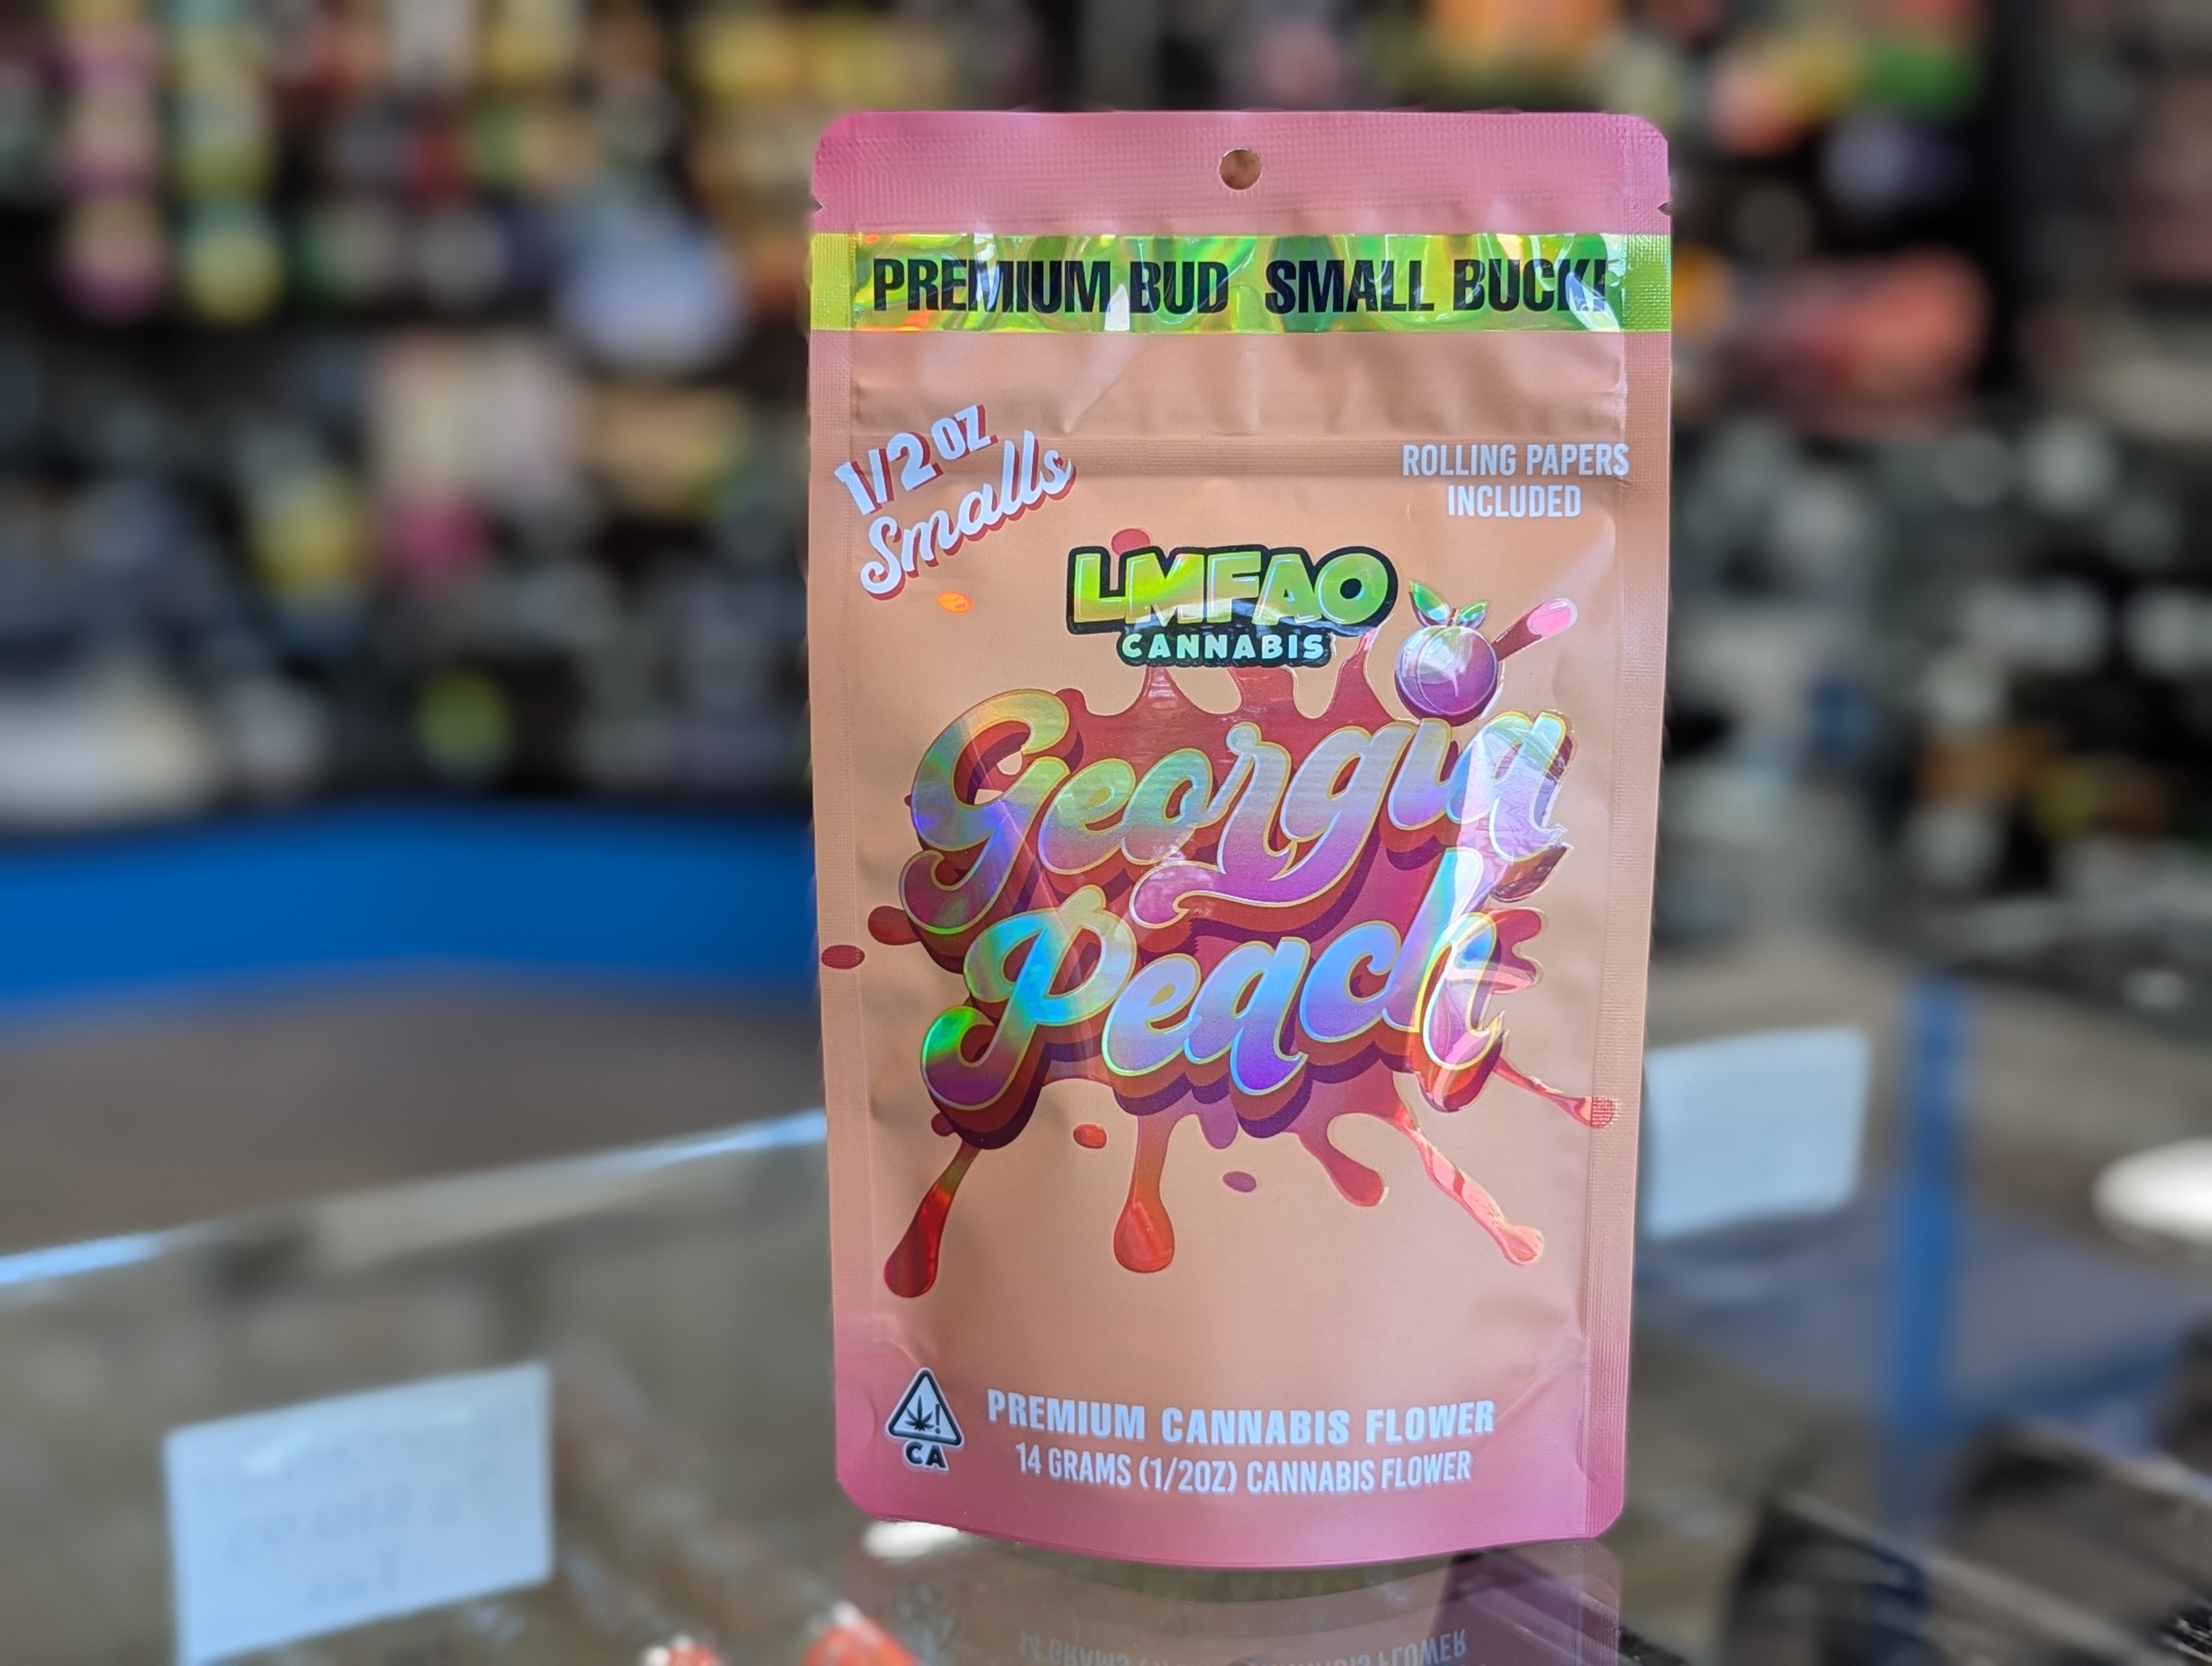 PREMIUM BUD SMALL BUCK!
1/2 OZ
Smalls
ROLLING PAPERS
INCLUDED
LMFAO
CANNABIS
Georgia
Peach
CA
PREMIUM CANNABIS FLOWER
14 GRAMS (1/2OZ) CANNABIS FLOWER